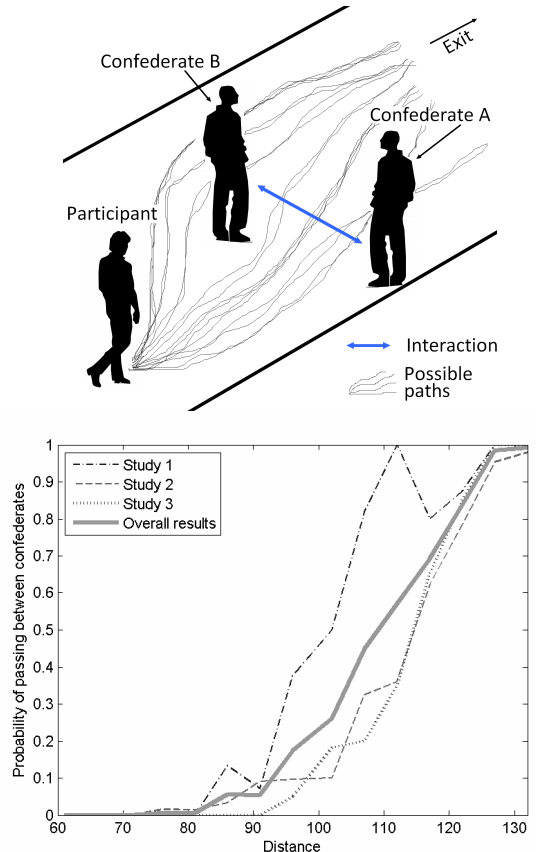 Exit
Confederate B
Confederate A
Participant
Interaction
Possible
paths
Study 1
Study 2
Study 3
Overall results
Probability of passing between confederates
1
0.9
0.8
0.7
0.6
0.5
0.4
0.3
0.2
0.1
0
60 70 80 90 100 110 120 130
Distance